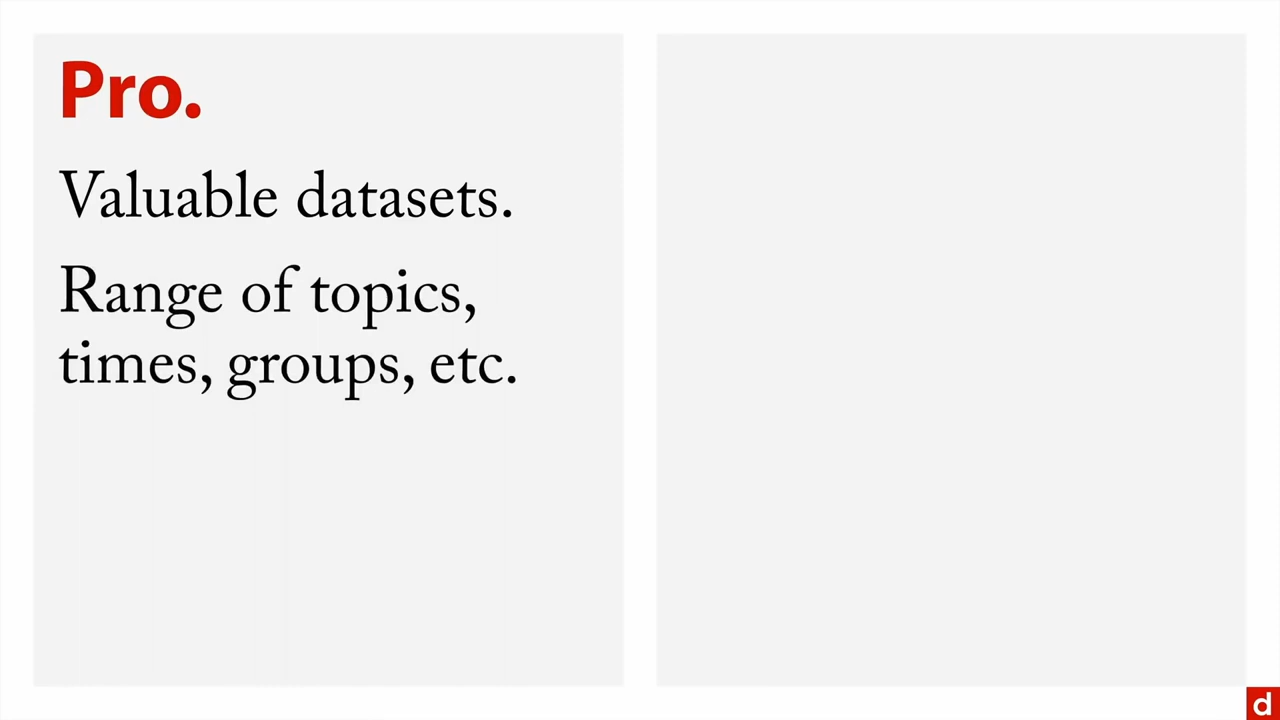 Pro.
Valuable datasets.
Range of topics,
times, groups, etc.
d